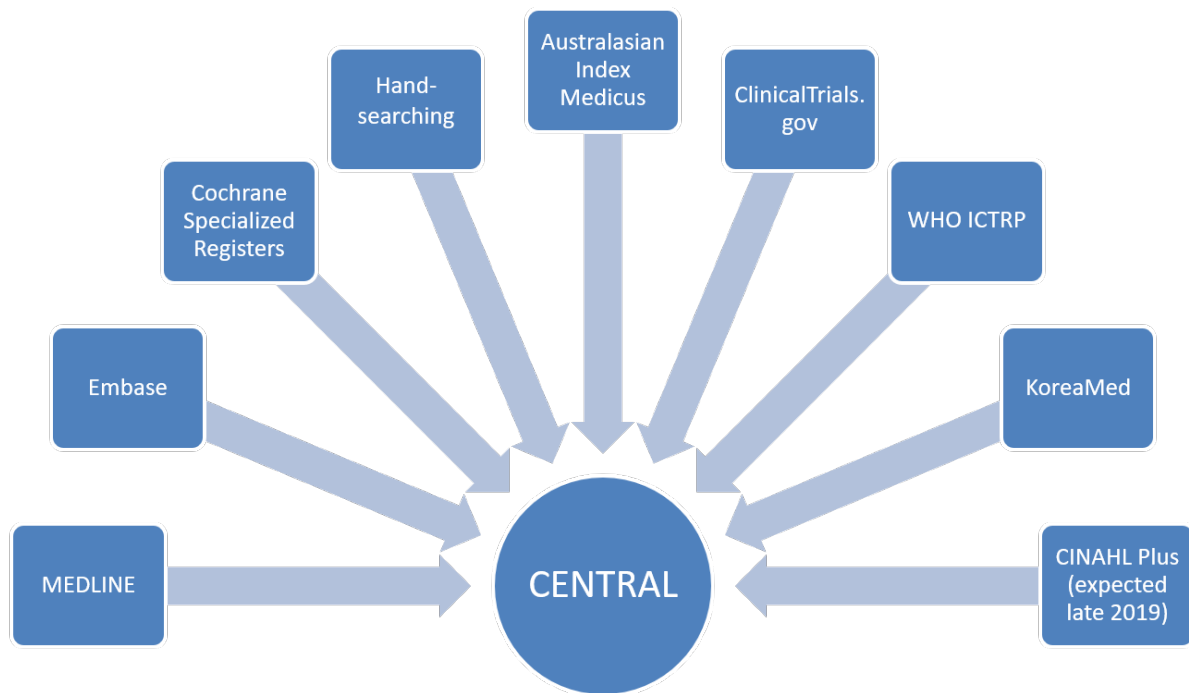 MEDLINE
Embase
Cochrane
Specialized
Registers
Hand-
searching
Australasian
Index
Medicus
ClinicalTrials.
gov
WHO ICTRP
KoreaMed
CINAHL Plus
(expected
late 2019)
CENTRAL